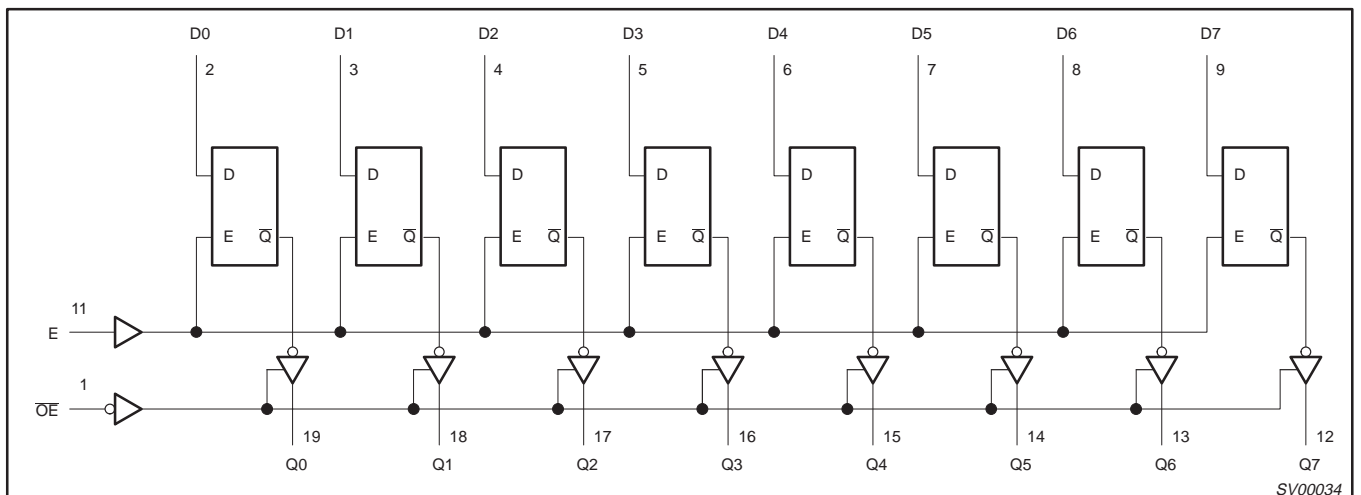 D0 D1 D2 D3 D4 D5 D6 D7
2 3 4 5 6 7 8 9
D D D D D D D D
E Q̅ E Q̅ E Q̅ E Q̅ E Q̅ E Q̅ E Q̅ E Q̅
11
E
1
O̅E̅
19 18 17 16 15 14 13 12
Q0 Q1 Q2 Q3 Q4 Q5 Q6 Q7
SV00034